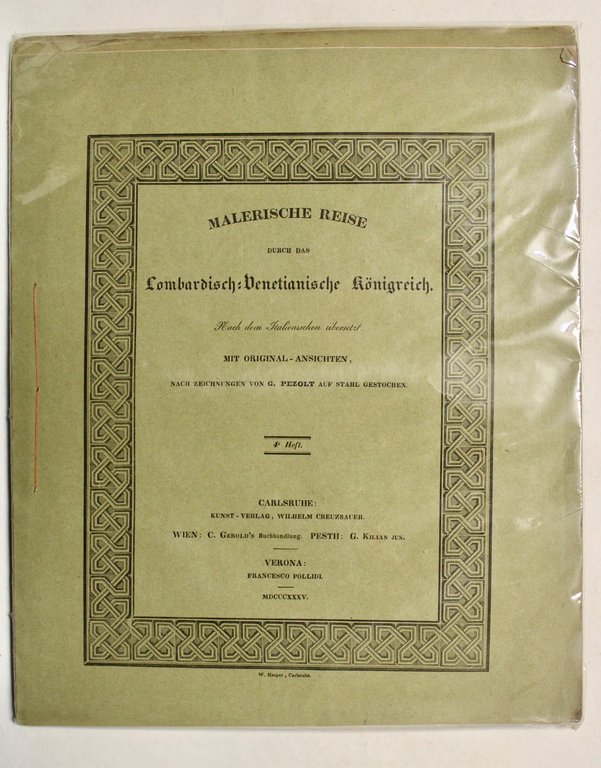 MALERISCHE REISE
DURCH DAS
Lombardisch-Venetianische Königreich.
Nach dem Italienischen übersetzt.
MIT ORIGINAL-ANSICHTEN,
NACH ZEICHNUNGEN VON G. PEZOLT AUF STAHL GESTOCHEN.
4s Heft.
CARLSRUHE:
KUNST-VERLAG, WILHELM CREUZBAUER.
WIEN: C. GEROLD'S Buchhandlung. PESTH: G. KILIAN JUN.
VERONA:
FRANCESCO POLLIDI.
MDCCCXXXV.
W. Hasper, Carlsruhe.